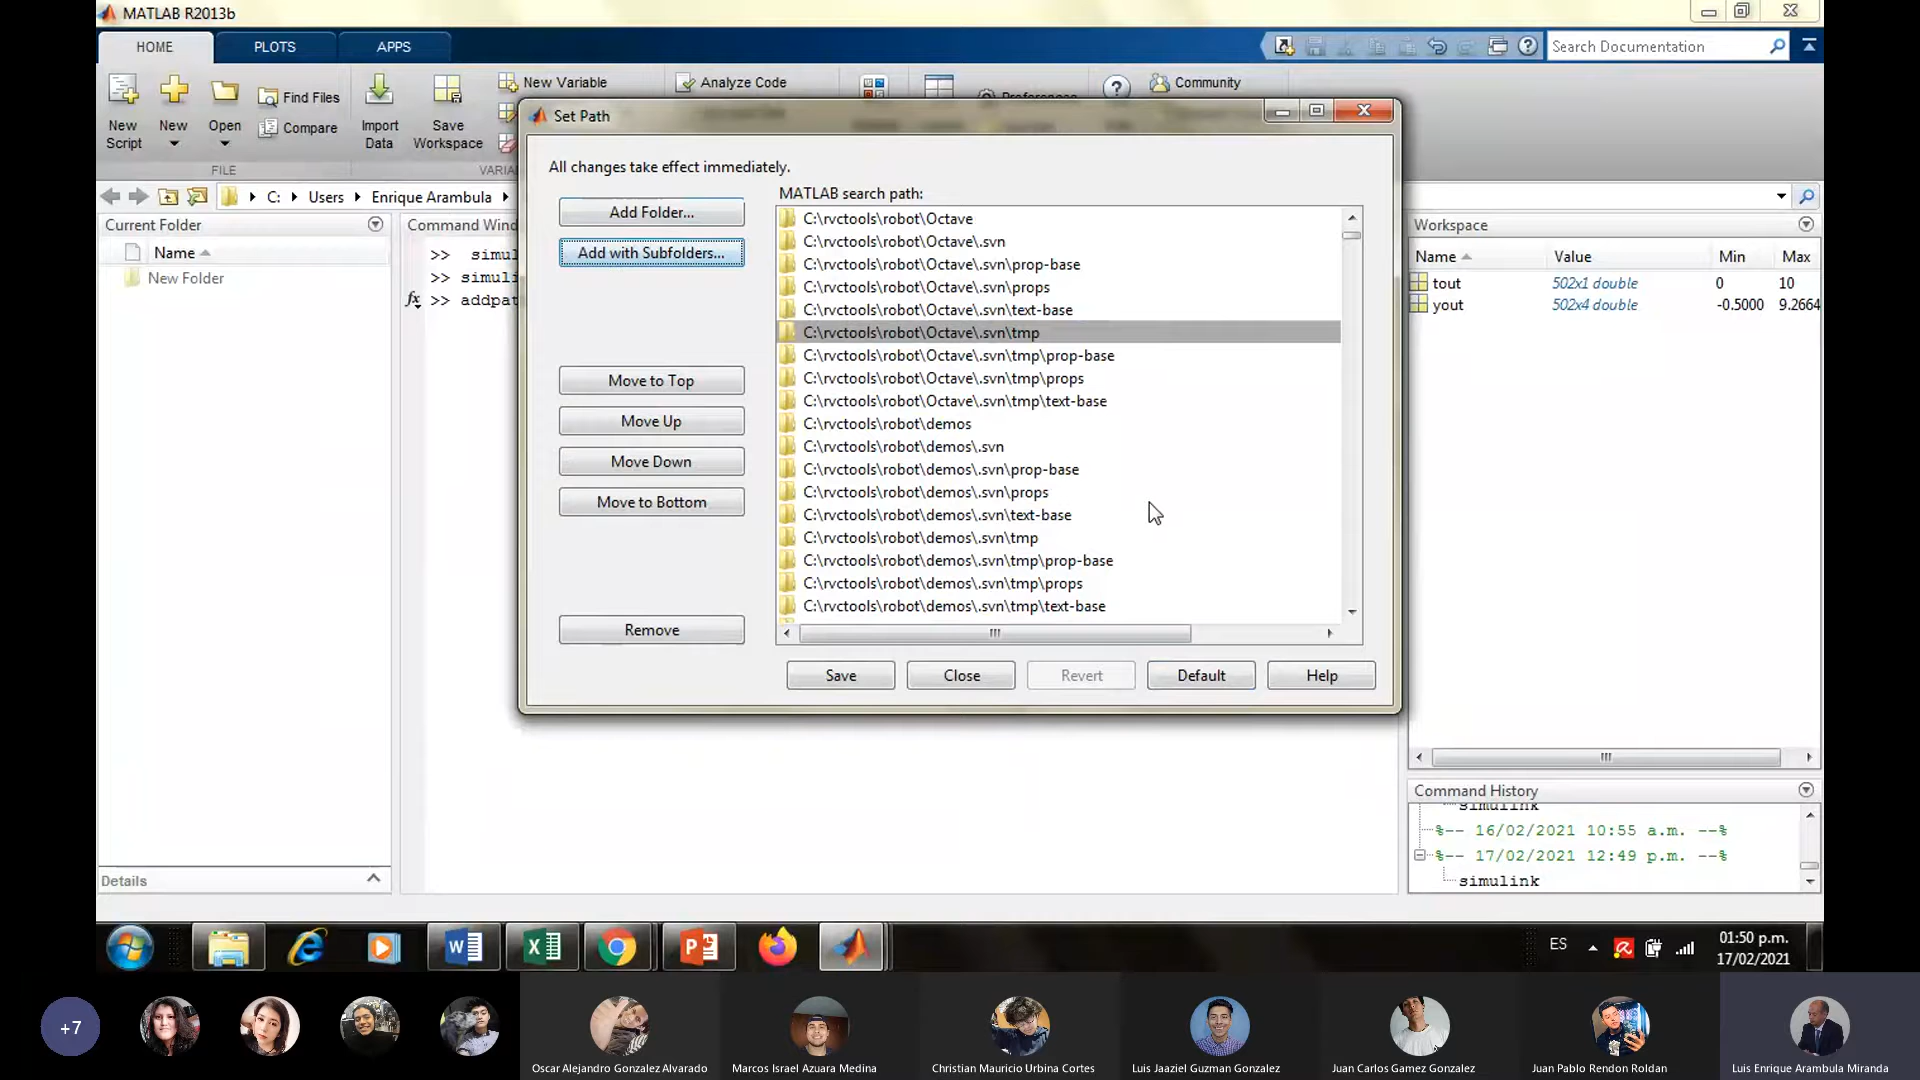 MATLAB R2013b
HOME PLOTS APPS
Search Documentation
New Script
New
Open
Find Files
Compare
FILE
Import Data
Save Workspace
New Variable
Analyze Code
Preferences
Community
C: Users Enrique Arambula
Current Folder
Name
New Folder
Details
>> simul
>> simuli
fx >> addpat
Set Path
All changes take effect immediately.
Add Folder...
Add with Subfolders...
Move to Top
Move Up
Move Down
Move to Bottom
Remove
MATLAB search path:
C:\rvctools\robot\Octave
C:\rvctools\robot\Octave\.svn
C:\rvctools\robot\Octave\.svn\prop-base
C:\rvctools\robot\Octave\.svn\props
C:\rvctools\robot\Octave\.svn\text-base
C:\rvctools\robot\Octave\.svn\tmp
C:\rvctools\robot\Octave\.svn\tmp\prop-base
C:\rvctools\robot\Octave\.svn\tmp\props
C:\rvctools\robot\Octave\.svn\tmp\text-base
C:\rvctools\robot\demos
C:\rvctools\robot\demos\.svn
C:\rvctools\robot\demos\.svn\prop-base
C:\rvctools\robot\demos\.svn\props
C:\rvctools\robot\demos\.svn\text-base
C:\rvctools\robot\demos\.svn\tmp
C:\rvctools\robot\demos\.svn\tmp\prop-base
C:\rvctools\robot\demos\.svn\tmp\props
C:\rvctools\robot\demos\.svn\tmp\text-base
Save Close Revert Default Help
Workspace
Name Value Min Max
tout 502x1 double 0 10
yout 502x4 double -0.5000 9.2664
Command History
simulink
%-- 16/02/2021 10:55 a.m. --%
%-- 17/02/2021 12:49 p.m. --%
simulink
ES
01:50 p.m.
17/02/2021
+7
Oscar Alejandro Gonzalez Alvarado
Marcos Israel Azuara Medina
Christian Mauricio Urbina Cortes
Luis Jaaziel Guzman Gonzalez
Juan Carlos Gamez Gonzalez
Juan Pablo Rendon Roldan
Luis Enrique Arambula Miranda